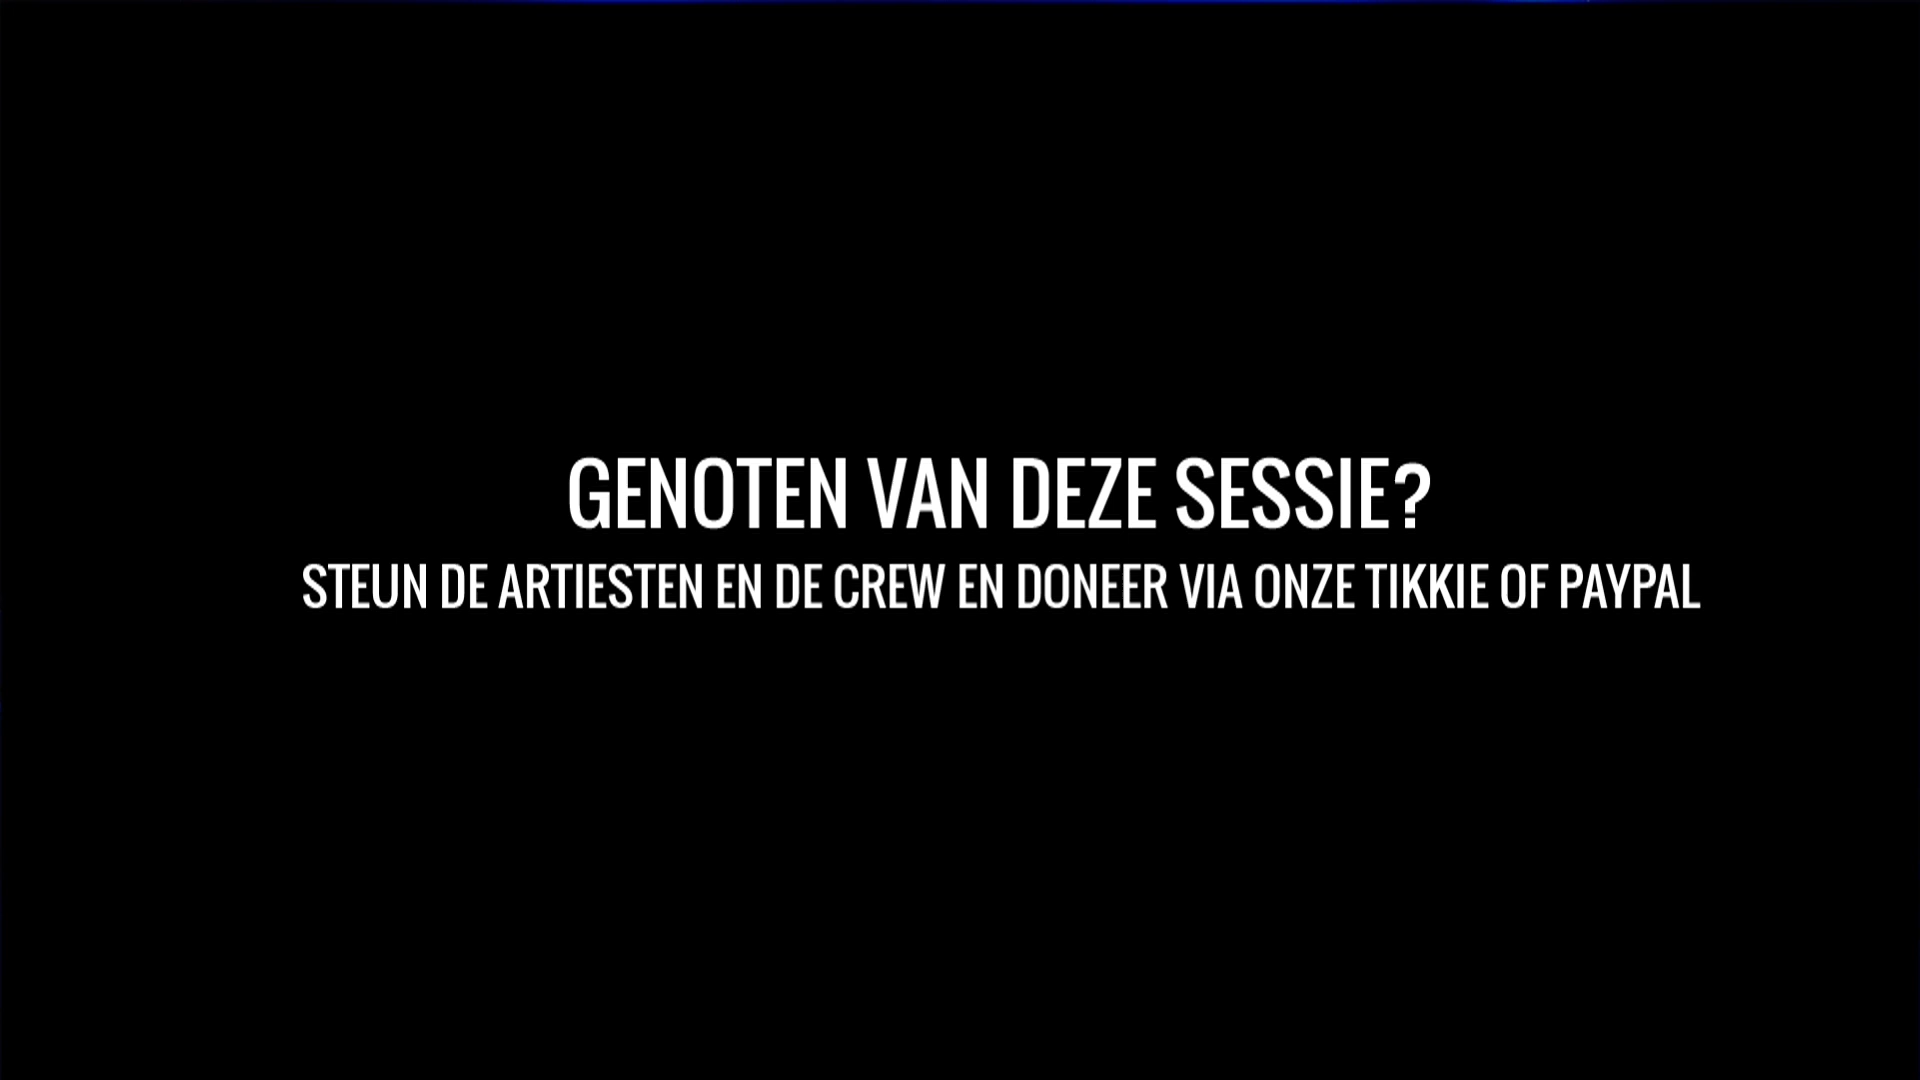 GENOTEN VAN DEZE SESSIE?
STEUN DE ARTIESTEN EN DE CREW EN DONEER VIA ONZE TIKKIE OF PAYPAL